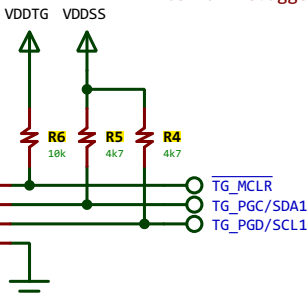 VDDTG VDDSS
R6 R5 R4
10k 4k7 4k7
TG_MCLR
TG_PGC/SDA1
TG_PGD/SCL1